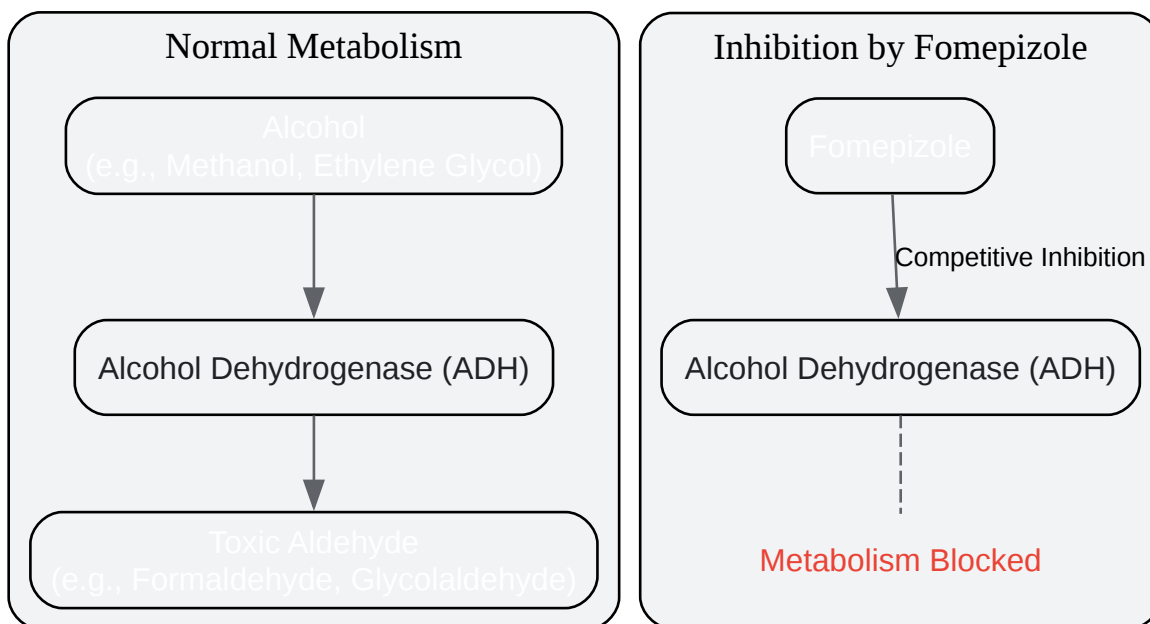 Normal Metabolism
Alcohol
(e.g., Methanol, Ethylene Glycol)
Alcohol Dehydrogenase (ADH)
Toxic Aldehyde
(e.g., Formaldehyde, Glycolaldehyde)
Inhibition by Fomepizole
Fomepizole
Competitive Inhibition
Alcohol Dehydrogenase (ADH)
Metabolism Blocked